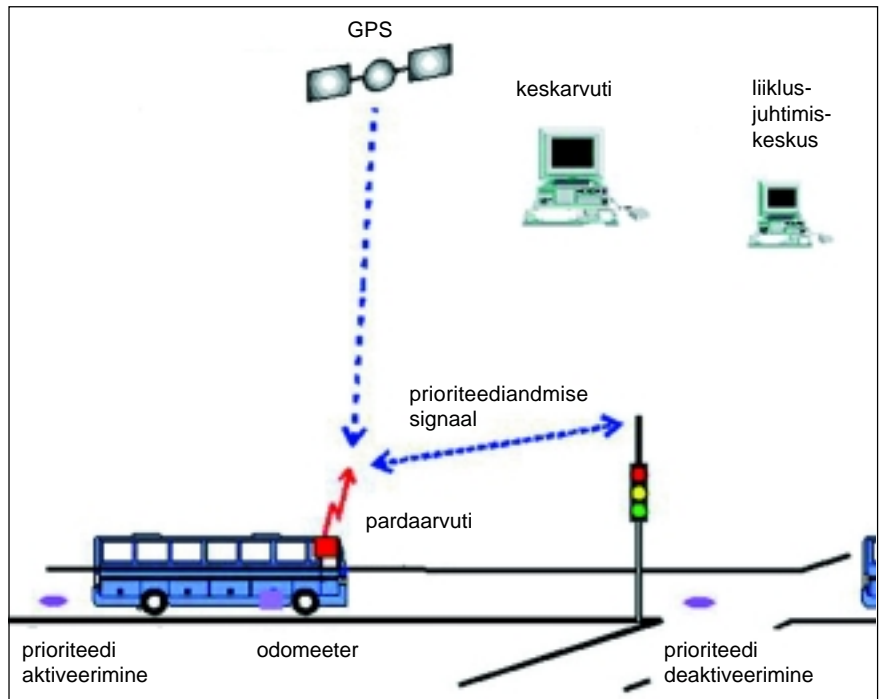 GPS
keskarvuti
liiklus-
juhtimis-
keskus
prioriteediandmise
signaal
pardaarvuti
prioriteedi
aktiveerimine
odomeeter
prioriteedi
deaktiveerimine